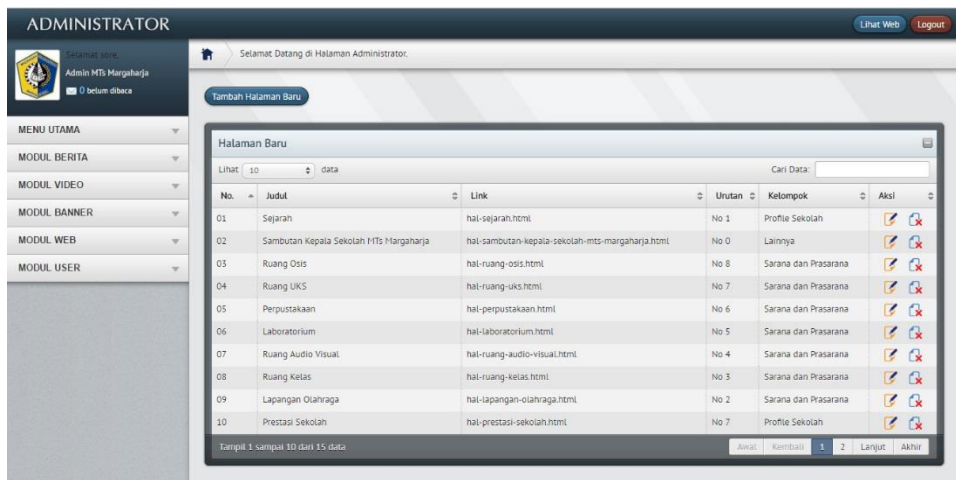 ADMINISTRATOR
Lihat Web Logout
Selamat sore,
Admin MTs Margaharja
0 belum dibaca
Selamat Datang di Halaman Administrator.
Tambah Halaman Baru
MENU UTAMA
MODUL BERITA
MODUL VIDEO
MODUL BANNER
MODUL WEB
MODUL USER
Halaman Baru
Lihat 10 data Cari Data:
No. Judul Link Urutan Kelompok Aksi
01 Sejarah hal-sejarah.html No 1 Profile Sekolah
02 Sambutan Kepala Sekolah MTs Margaharja hal-sambutan-kepala-sekolah-mts-margaharja.html No 0 Lainnya
03 Ruang Osis hal-ruang-osis.html No 8 Sarana dan Prasarana
04 Ruang UKS hal-ruang-uks.html No 7 Sarana dan Prasarana
05 Perpustakaan hal-perpustakaan.html No 6 Sarana dan Prasarana
06 Laboratorium hal-laboratorium.html No 5 Sarana dan Prasarana
07 Ruang Audio Visual hal-ruang-audio-visual.html No 4 Sarana dan Prasarana
08 Ruang Kelas hal-ruang-kelas.html No 3 Sarana dan Prasarana
09 Lapangan Olahraga hal-lapangan-olahraga.html No 2 Sarana dan Prasarana
10 Prestasi Sekolah hal-prestasi-sekolah.html No 7 Profile Sekolah
Tampil 1 sampai 10 dari 15 data Awal Kembali 1 2 Lanjut Akhir